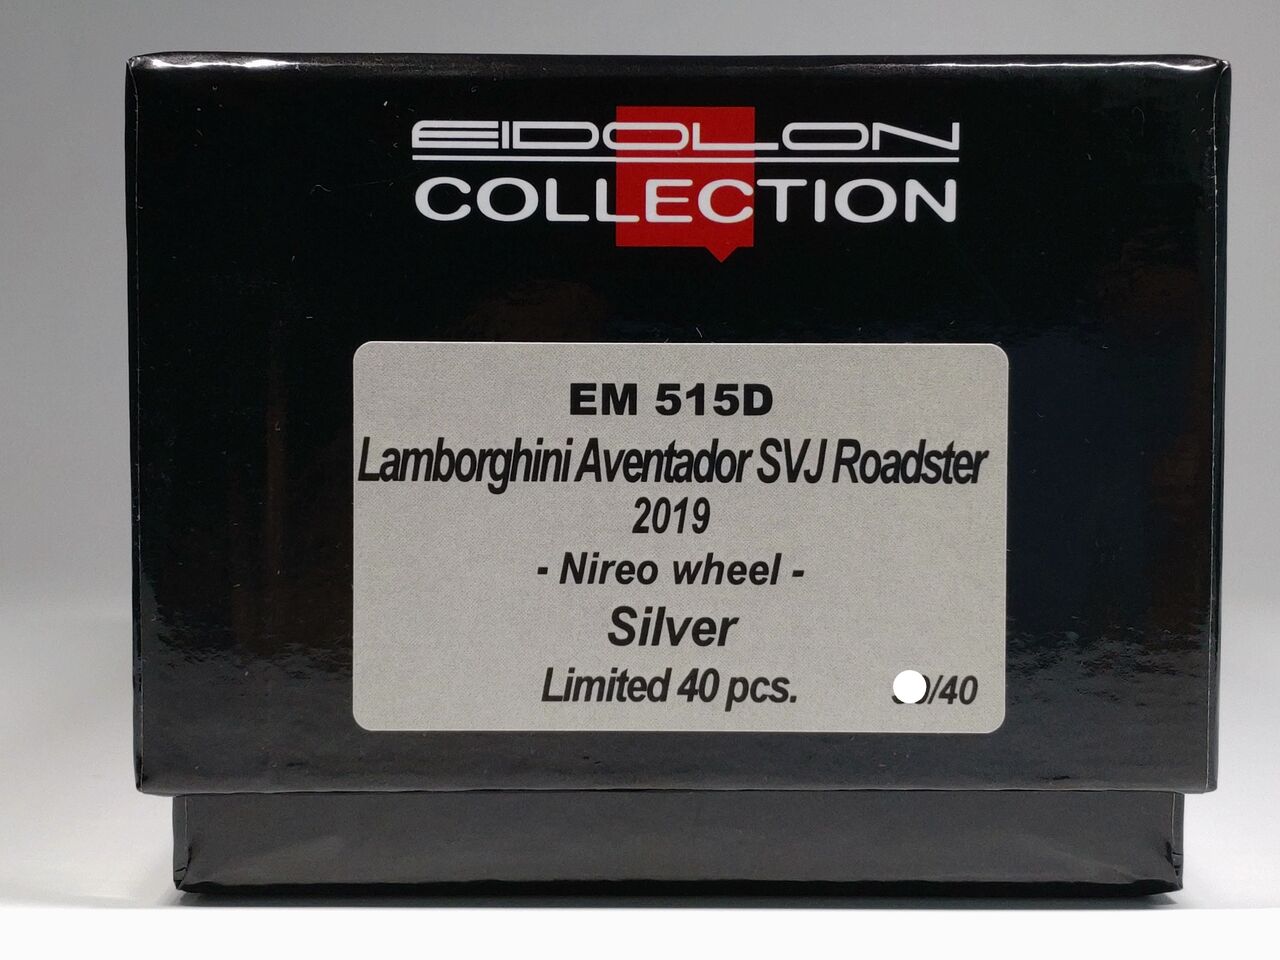 EIDOLON
COLLECTION
EM 515D
Lamborghini Aventador SVJ Roadster
2019
- Nireo wheel -
Silver
Limited 40 pcs.
/40